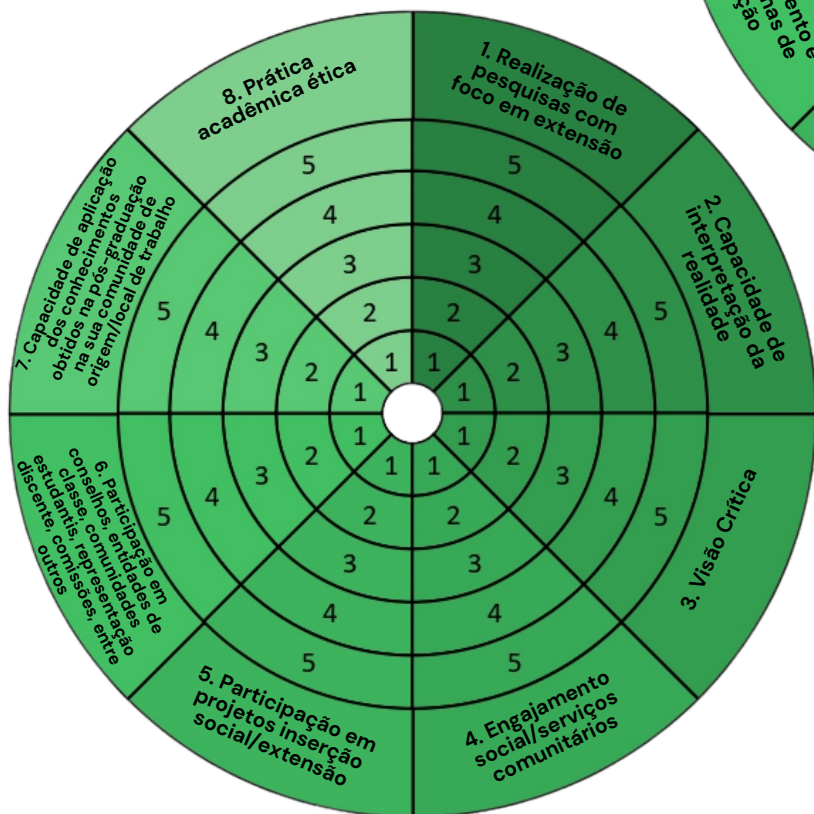 1. Realização de
pesquisas com
foco em extensão
5
4
3
2
1
2. Capacidade de
interpretação da
realidade
5
4
3
2
1
3. Visão Crítica
5
4
3
2
1
4. Engajamento
social/serviços
comunitários
5
4
3
2
1
5. Participação em
projetos inserção
social/extensão
5
4
3
2
1
6. Participação em
conselhos, entidades de
classe, comunidades
estudantis, representação
discente, comissões, entre
outros
5
4
3
2
1
7. Capacidade de aplicação
dos conhecimentos
obtidos na pós-graduação
na sua comunidade de
origem/local de trabalho
5
4
3
2
1
8. Prática
acadêmica ética
5
4
3
2
1